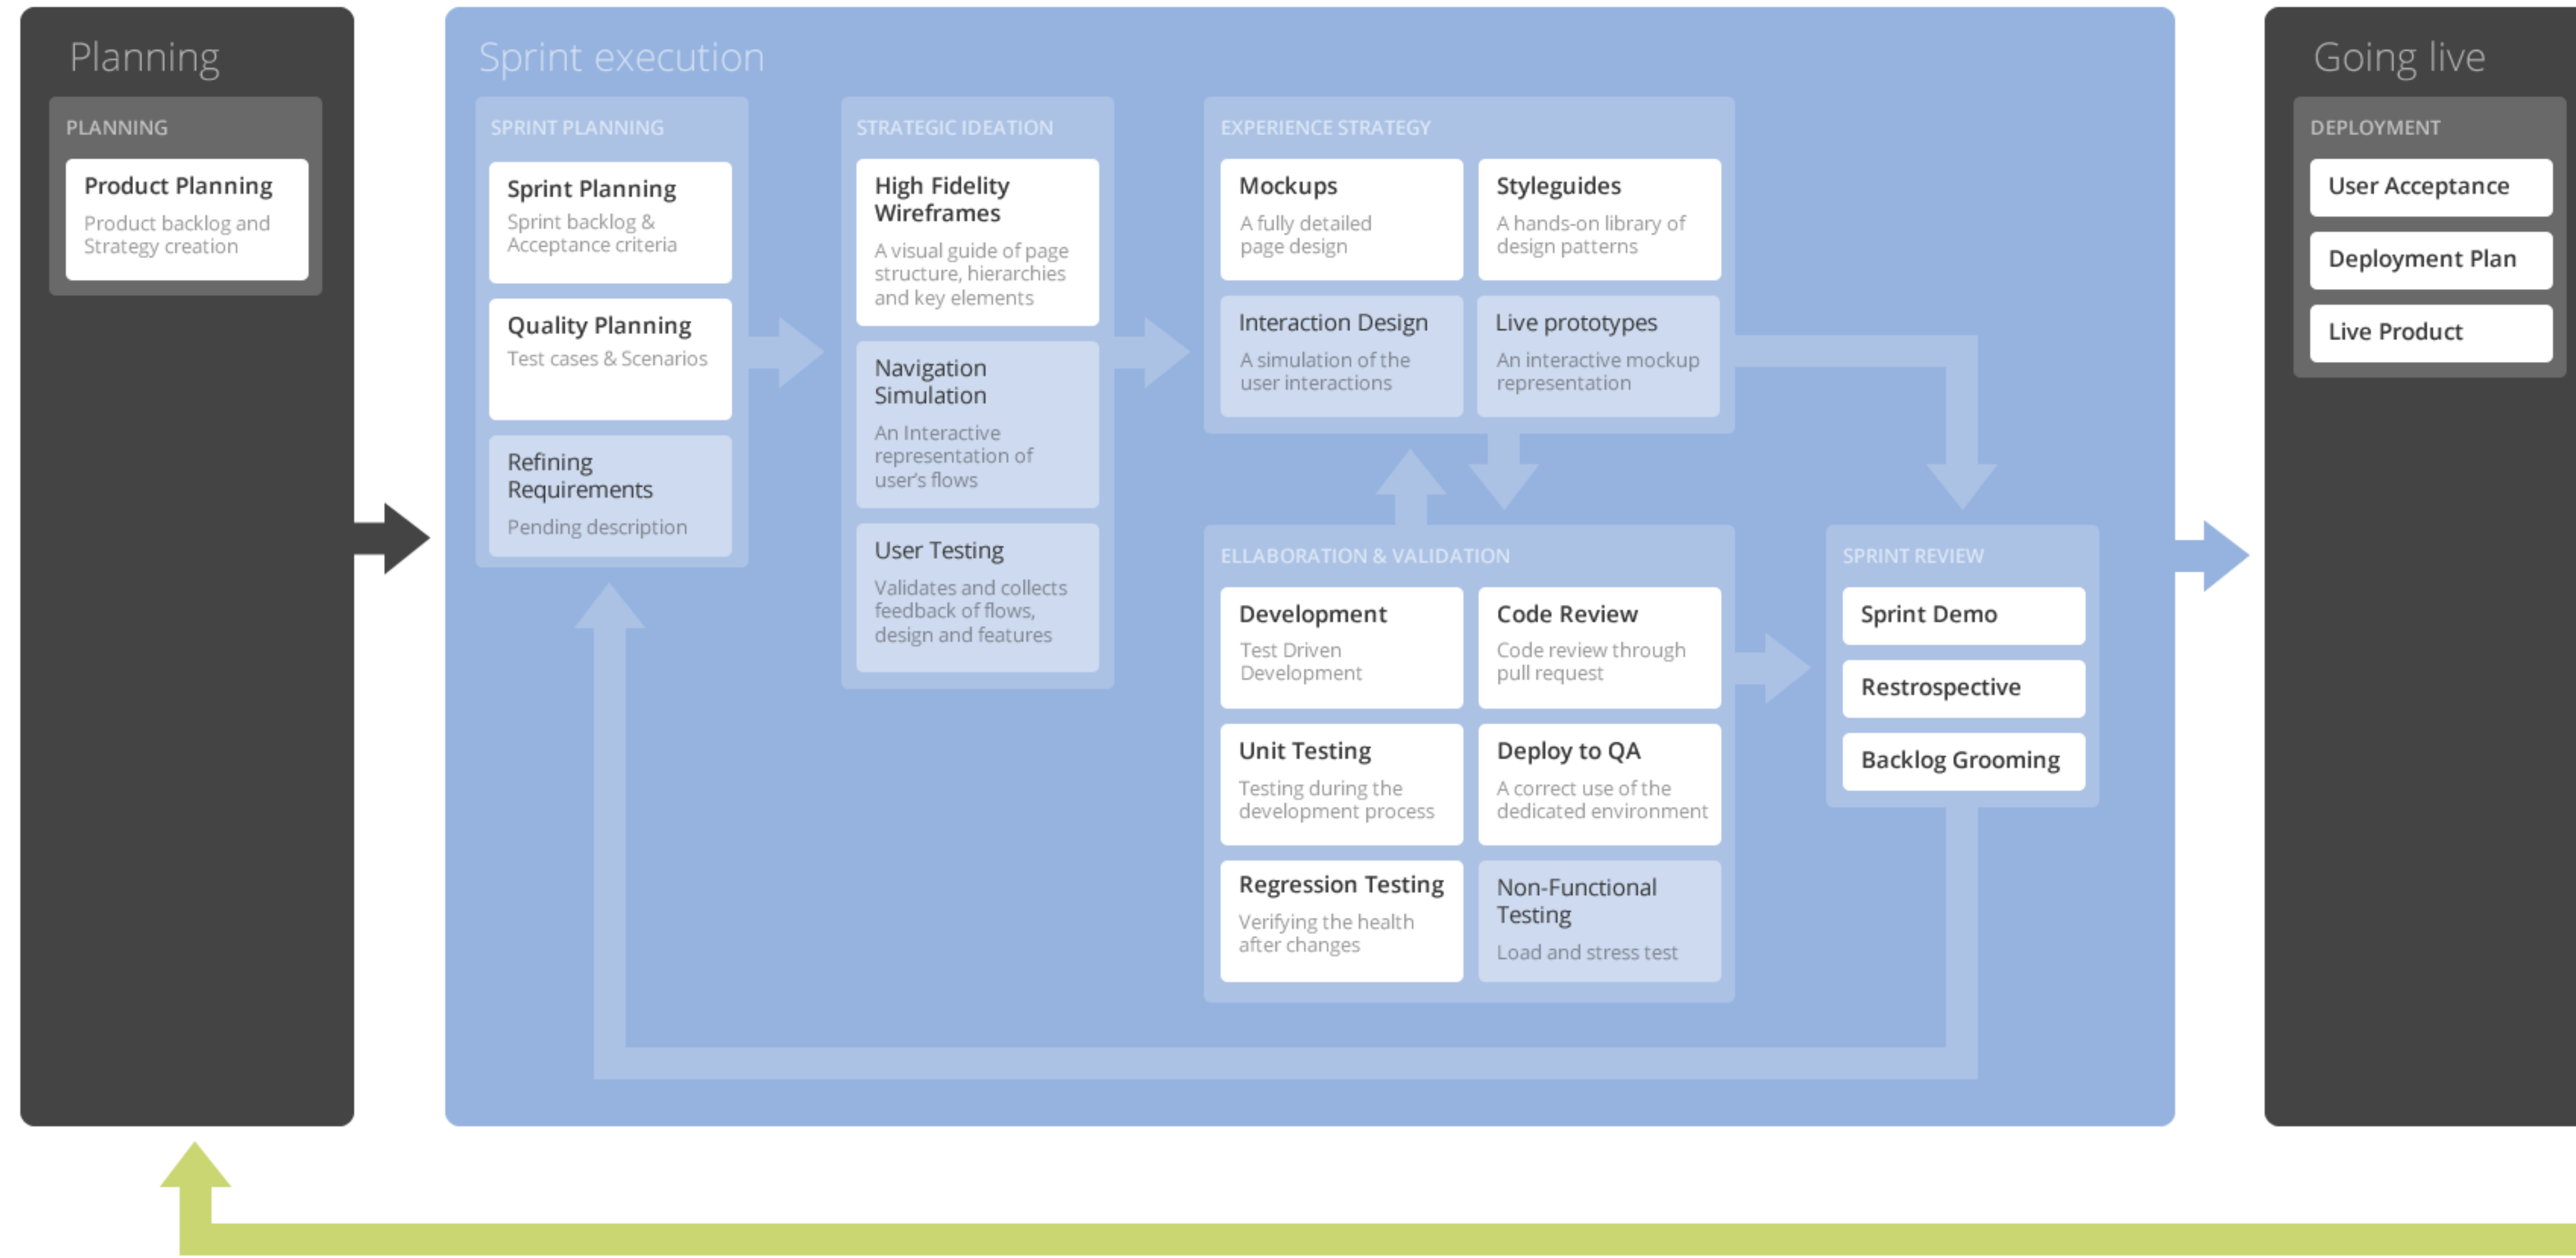 Planning
PLANNING
Product Planning
Product backlog and
Strategy creation
Sprint execution
SPRINT PLANNING
Sprint Planning
Sprint backlog &
Acceptance criteria
Quality Planning
Test cases & Scenarios
Refining
Requirements
Pending description
STRATEGIC IDEATION
High Fidelity
Wireframes
A visual guide of page
structure, hierarchies
and key elements
Navigation
Simulation
An Interactive
representation of
user's flows
User Testing
Validates and collects
feedback of flows,
design and features
EXPERIENCE STRATEGY
Mockups
A fully detailed
page design
Styleguides
A hands-on library of
design patterns
Interaction Design
A simulation of the
user interactions
Live prototypes
An interactive mockup
representation
ELLABORATION & VALIDATION
Development
Test Driven
Development
Code Review
Code review through
pull request
Unit Testing
Testing during the
development process
Deploy to QA
A correct use of the
dedicated environment
Regression Testing
Verifying the health
after changes
Non-Functional
Testing
Load and stress test
SPRINT REVIEW
Sprint Demo
Restrospective
Backlog Grooming
Going live
DEPLOYMENT
User Acceptance
Deployment Plan
Live Product